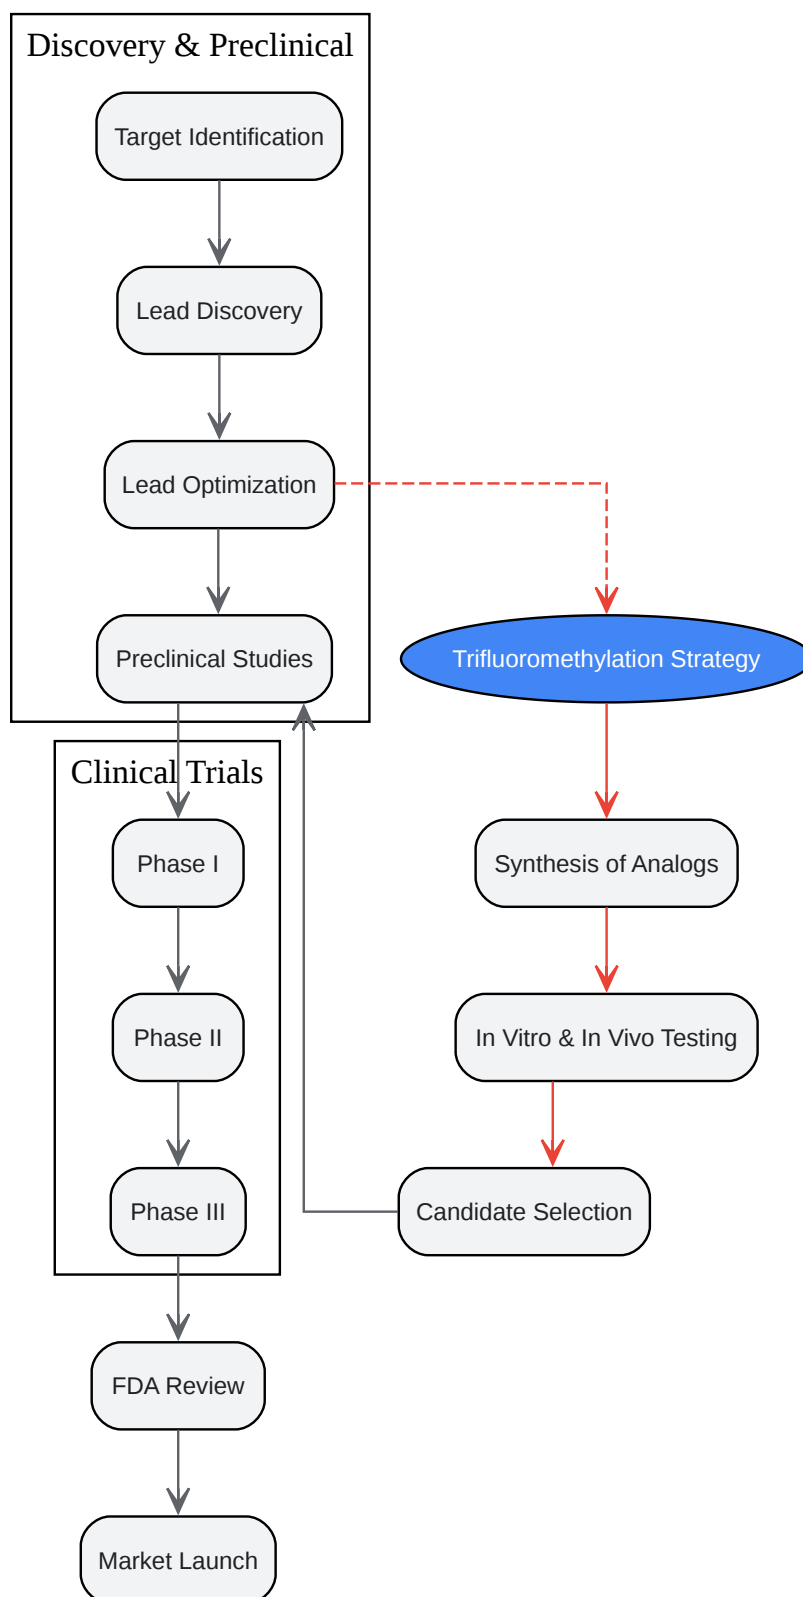 Discovery & Preclinical
Target Identification
Lead Discovery
Lead Optimization
Preclinical Studies
Trifluoromethylation Strategy
Clinical Trials
Phase I
Synthesis of Analogs
Phase II
In Vitro & In Vivo Testing
Phase III
Candidate Selection
FDA Review
Market Launch